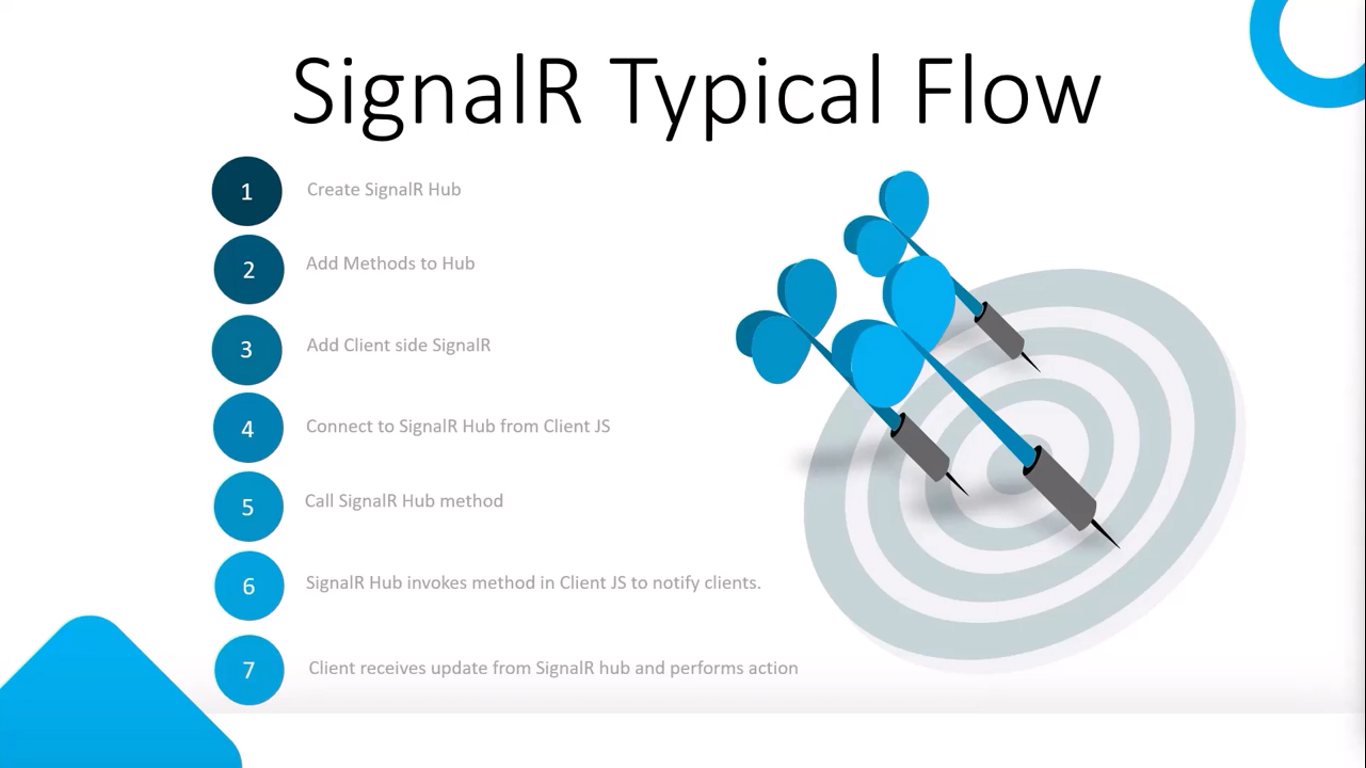 SignalR Typical Flow
1 Create SignalR Hub
2 Add Methods to Hub
3 Add Client side SignalR
4 Connect to SignalR Hub from Client JS
5 Call SignalR Hub method
6 SignalR Hub invokes method in Client JS to notify clients.
7 Client receives update from SignalR hub and performs action